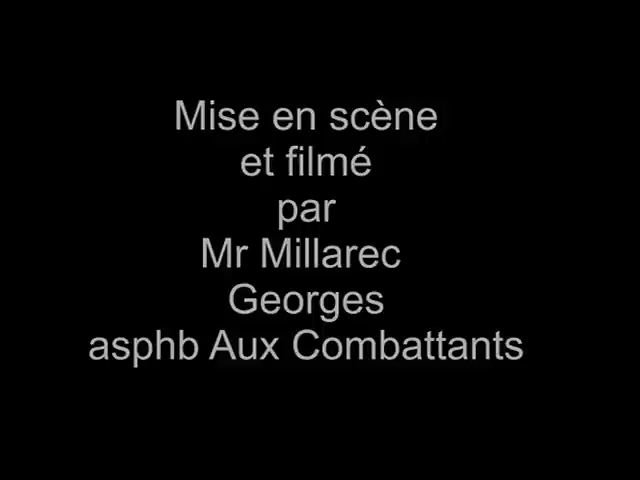 Mise en scène
et filmé
par
Mr Millarec
Georges
asphb Aux Combattants